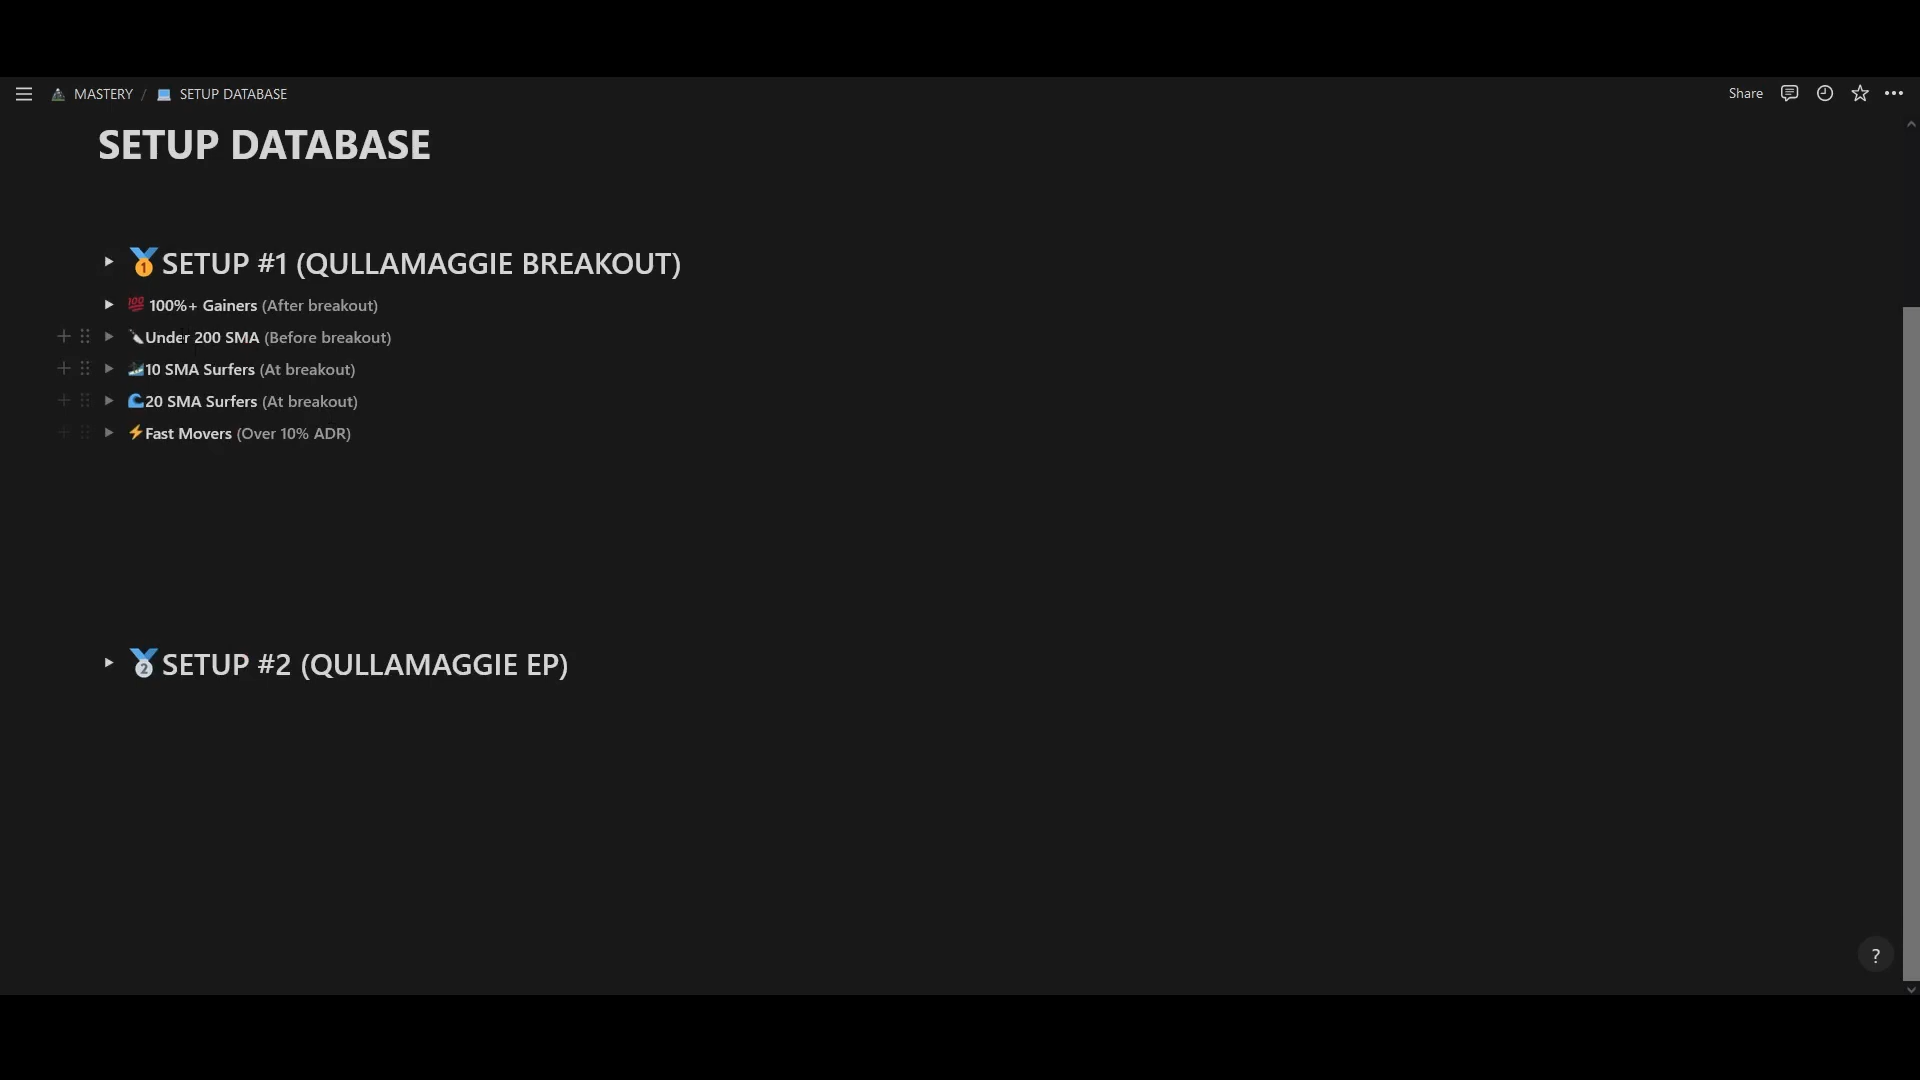 MASTERY / SETUP DATABASE
Share
SETUP DATABASE
🥇SETUP #1 (QULLAMAGGIE BREAKOUT)
💯 100%+ Gainers (After breakout)
🔪Under 200 SMA (Before breakout)
🏄10 SMA Surfers (At breakout)
🌊20 SMA Surfers (At breakout)
⚡Fast Movers (Over 10% ADR)
🥈SETUP #2 (QULLAMAGGIE EP)
?